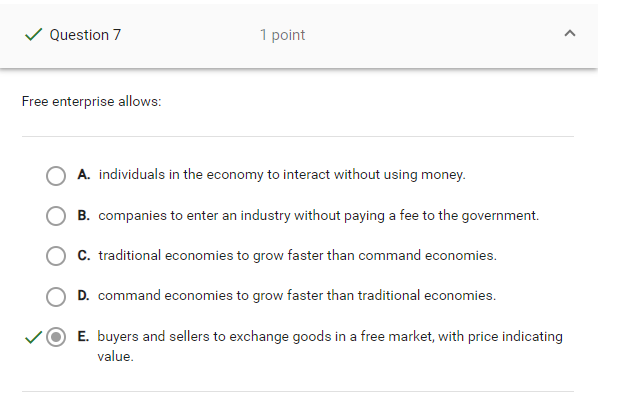 Question 7 1 point
Free enterprise allows:
A. individuals in the economy to interact without using money.
B. companies to enter an industry without paying a fee to the government.
C. traditional economies to grow faster than command economies.
D. command economies to grow faster than traditional economies.
E. buyers and sellers to exchange goods in a free market, with price indicating
value.